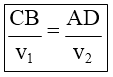 CB/v₁ = AD/v₂